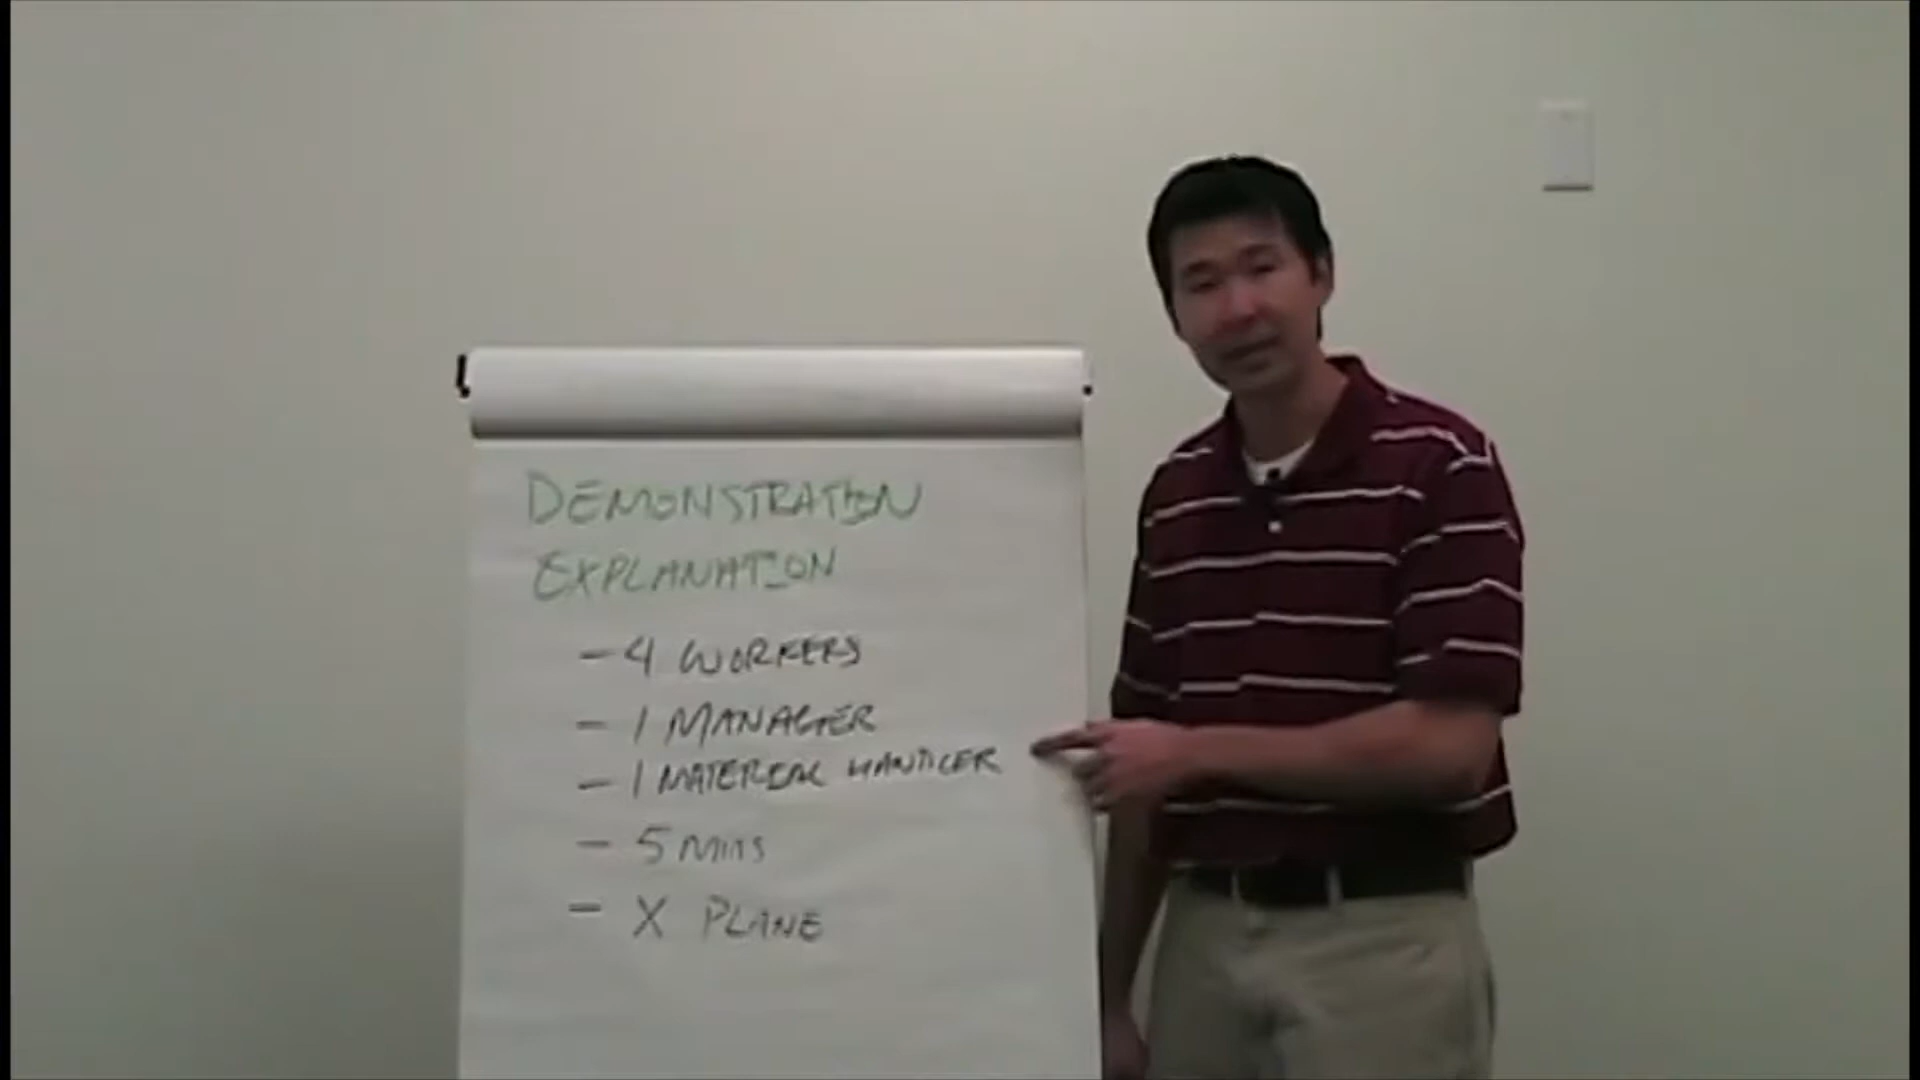 DEMONSTRATION
EXPLANATION
- 4 WORKERS
- 1 MANAGER
- 1 MATERIAL HANDLER
- 5 MINS
- X PLANE